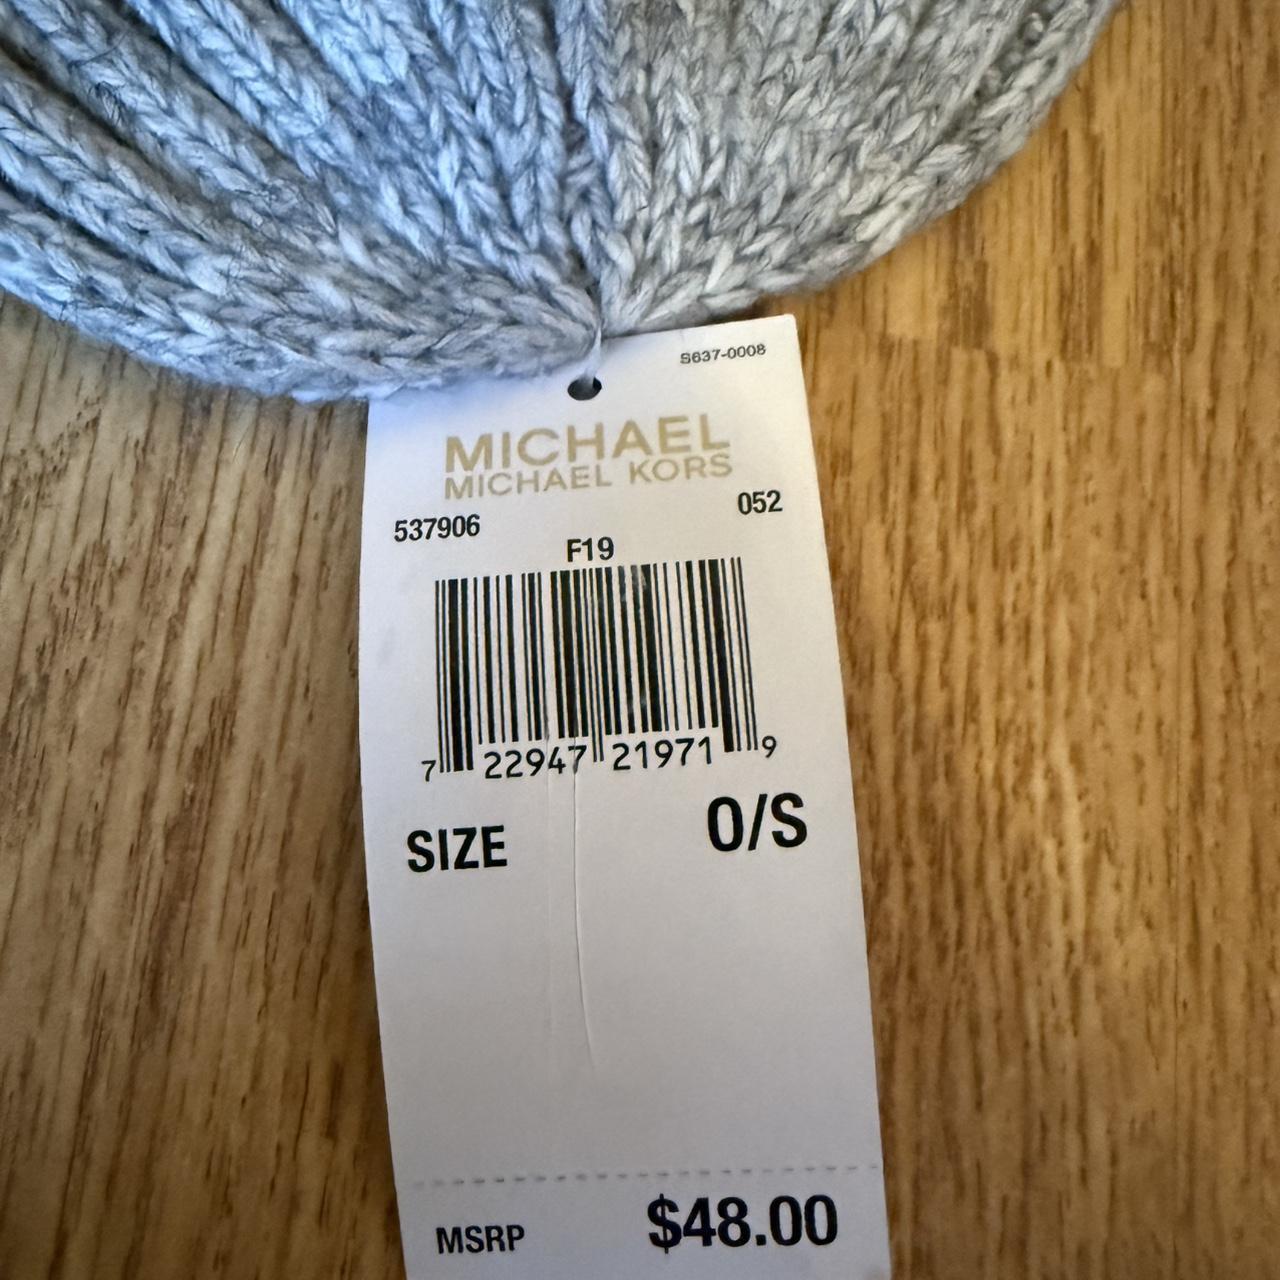 S637-0008
MICHAEL
MICHAEL KORS
537906 052
F19
7 22947 21971 9
SIZE O/S
MSRP $48.00